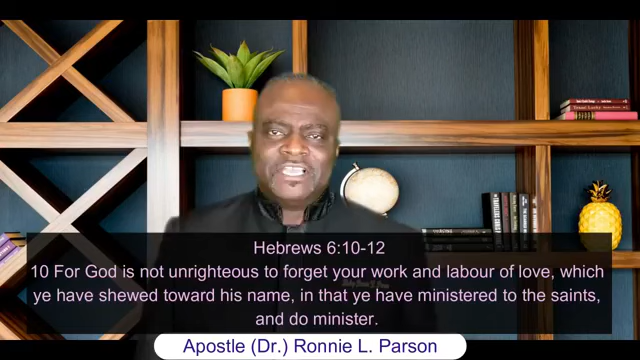 Hebrews 6:10-12
10 For God is not unrighteous to forget your work and labour of love, which
ye have shewed toward his name, in that ye have ministered to the saints,
and do minister.
Apostle (Dr.) Ronnie L. Parson